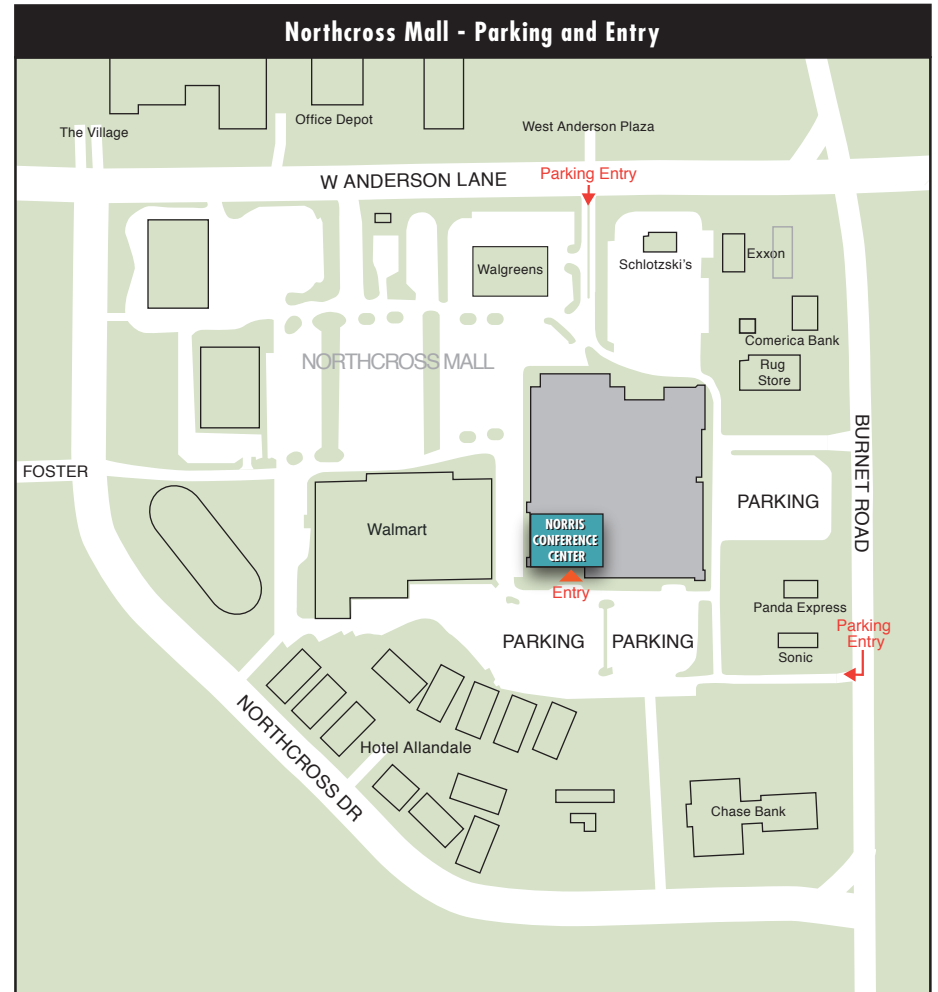 Northcross Mall - Parking and Entry
The Village
Office Depot
West Anderson Plaza
W ANDERSON LANE
Parking Entry
Walgreens
Schlotzski's
Exxon
Comerica Bank
Rug
Store
NORTHCROSS MALL
FOSTER
BURNET ROAD
Walmart
PARKING
NORRIS
CONFERENCE
CENTER
Entry
Panda Express
Parking
Entry
PARKING
PARKING
Sonic
NORTHCROSS DR
Hotel Allandale
Chase Bank